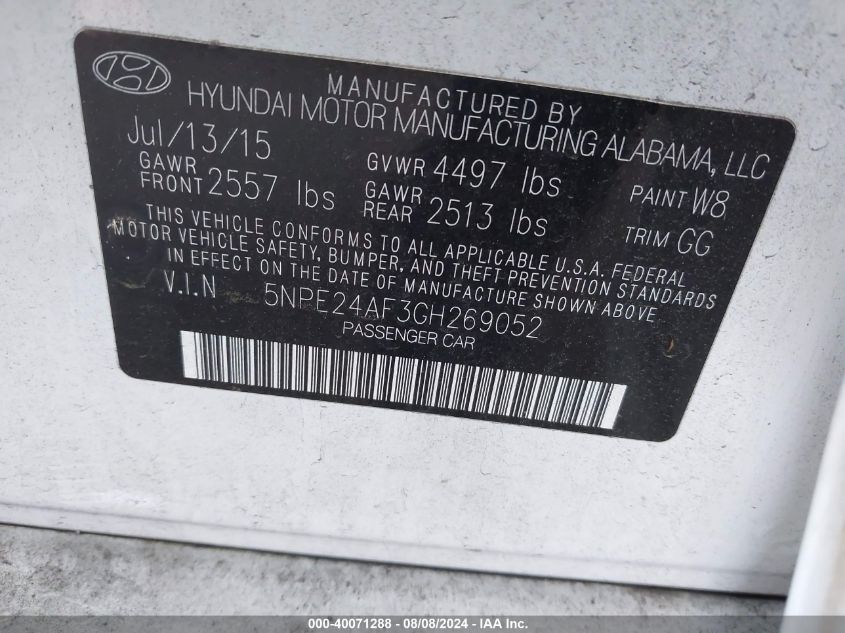 MANUFACTURED BY
HYUNDAI MOTOR MANUFACTURING ALABAMA, LLC
Jul/13/15
GVWR 4497 lbs
PAINT W8
GAWR FRONT 2557 lbs
GAWR REAR 2513 lbs
TRIM GG
THIS VEHICLE CONFORMS TO ALL APPLICABLE U.S.A. FEDERAL
MOTOR VEHICLE SAFETY, BUMPER, AND THEFT PREVENTION STANDARDS
IN EFFECT ON THE DATE OF MANUFACTURE SHOWN ABOVE
V.I.N 5NPE24AF3GH269052
PASSENGER CAR
000-40071288 - 08/08/2024 - IAA Inc.